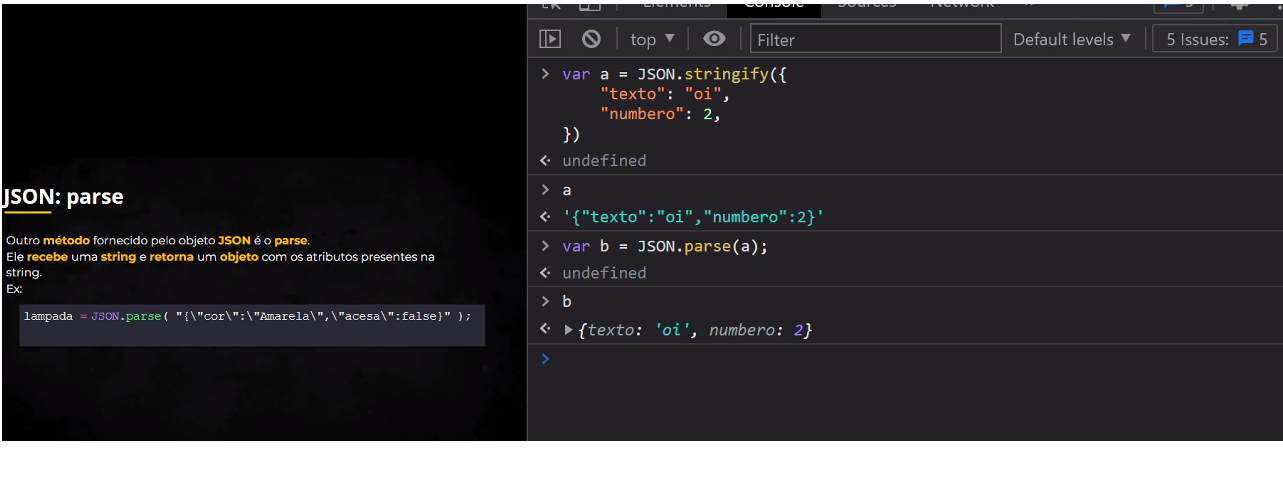 Elements Console Sources Network
5
top Filter Default levels 5 Issues: 5
var a = JSON.stringify({
"texto": "oi",
"numbero": 2,
})
undefined
a
'{"texto":"oi","numbero":2}'
var b = JSON.parse(a);
undefined
b
{texto: 'oi', numbero: 2}
JSON: parse
Outro método fornecido pelo objeto JSON é o parse.
Ele recebe uma string e retorna um objeto com os atributos presentes na
string.
Ex:
lampada = JSON.parse( "{\"cor\":\"Amarela\",\"acesa\":false}" );